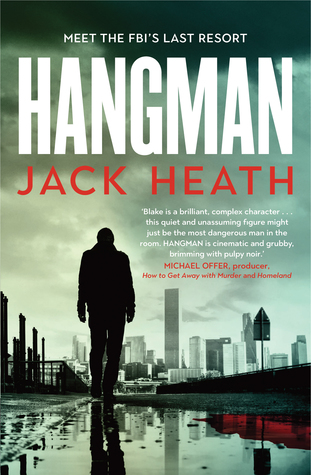 MEET THE FBI'S LAST RESORT
HANGMAN
JACK HEATH
'Blake is a brilliant, complex character . . .
this quiet and unassuming figure might
just be the most dangerous man in the
room. HANGMAN is cinematic and grubby,
brimming with pulpy noir.'
MICHAEL OFFER, producer,
How to Get Away with Murder and Homeland